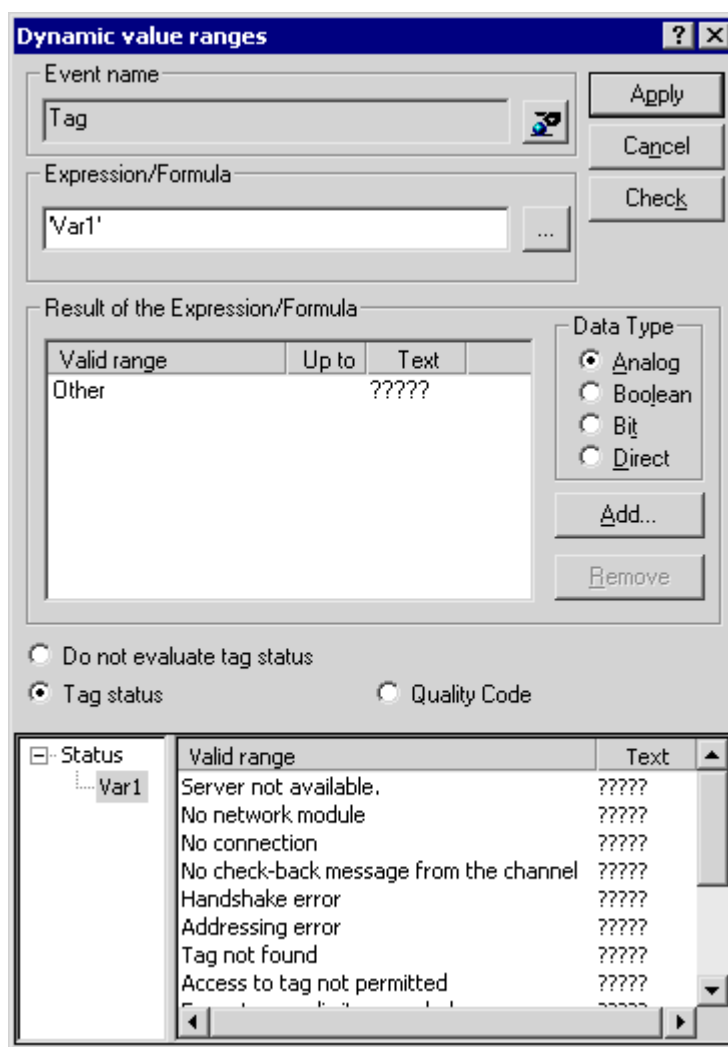 Dynamic value ranges
Event name
Tag
Apply
Cancel
Expression/Formula
'Var1'
...
Check
Result of the Expression/Formula
Valid range Up to Text
Other ?????
Data Type
Analog
Boolean
Bit
Direct
Add...
Remove
Do not evaluate tag status
Tag status Quality Code
Status
Var1
Valid range Text
Server not available. ?????
No network module ?????
No connection ?????
No check-back message from the channel ?????
Handshake error ?????
Addressing error ?????
Tag not found ?????
Access to tag not permitted ?????